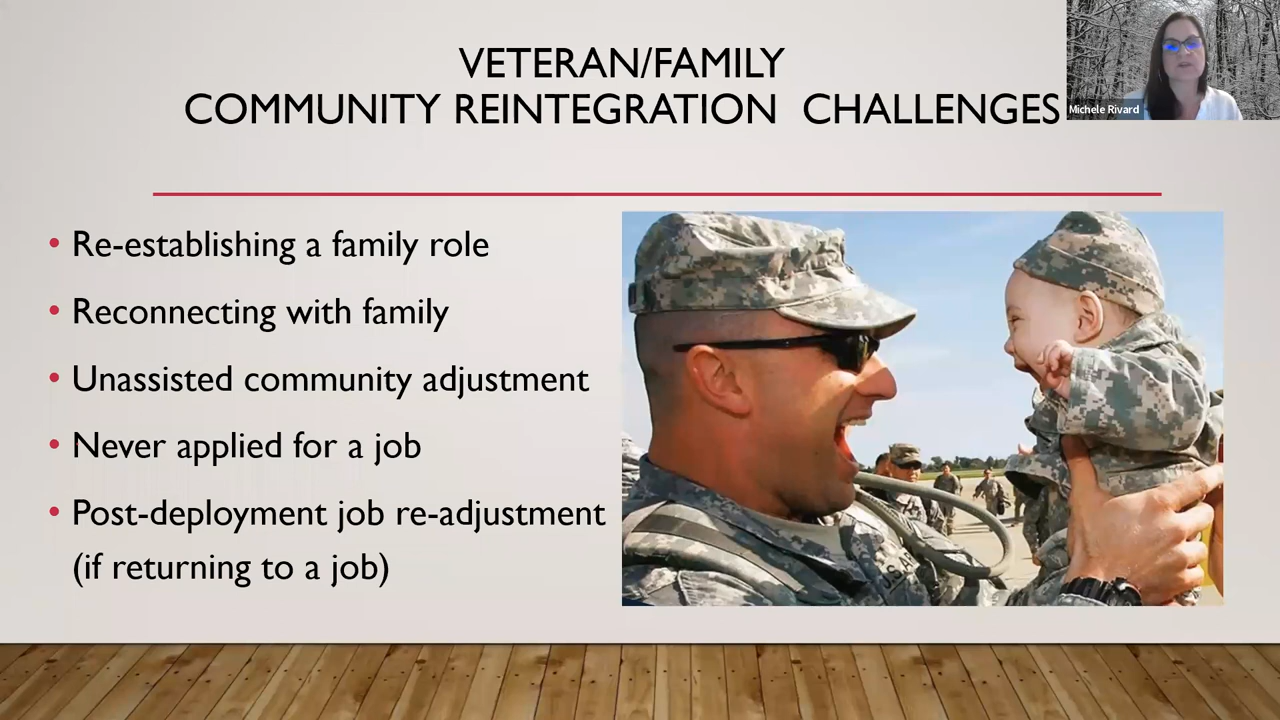 VETERAN/FAMILY
COMMUNITY REINTEGRATION CHALLENGES
Michele Rivard
• Re-establishing a family role
• Reconnecting with family
• Unassisted community adjustment
• Never applied for a job
• Post-deployment job re-adjustment
(if returning to a job)